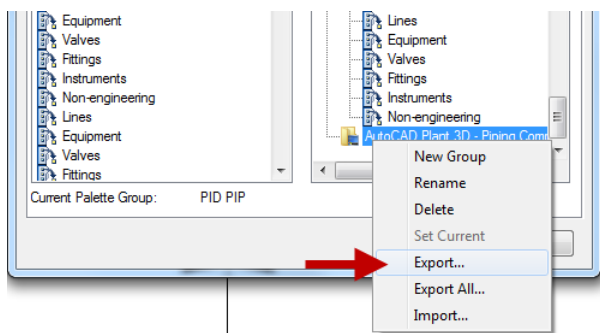 Equipment
Valves
Fittings
Instruments
Non-engineering
Lines
Equipment
Valves
Fittings
Current Palette Group: PID PIP
Lines
Equipment
Valves
Fittings
Instruments
Non-engineering
AutoCAD Plant 3D - Piping Comp
New Group
Rename
Delete
Set Current
Export...
Export All...
Import...